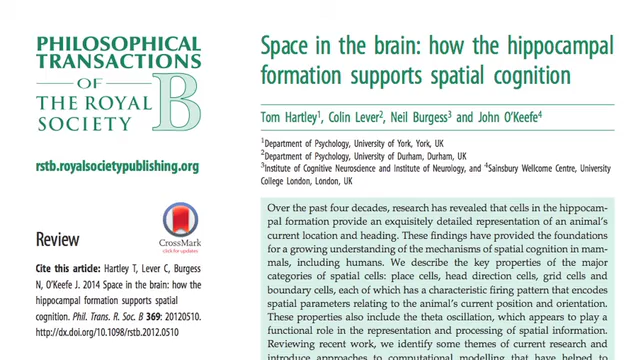 PHILOSOPHICAL
TRANSACTIONS
OF
THE ROYAL
SOCIETY
B
rstb.royalsocietypublishing.org
Review
CrossMark
click for updates
Cite this article: Hartley T, Lever C, Burgess
N, O'Keefe J. 2014 Space in the brain: how the
hippocampal formation supports spatial
cognition. Phil. Trans. R. Soc. B 369: 20120510.
http://dx.doi.org/10.1098/rstb.2012.0510
Space in the brain: how the hippocampal
formation supports spatial cognition
Tom Hartley1, Colin Lever2, Neil Burgess3 and John O'Keefe4
1Department of Psychology, University of York, York, UK
2Department of Psychology, University of Durham, Durham, UK
3Institute of Cognitive Neuroscience and Institute of Neurology, and 4Sainsbury Wellcome Centre, University
College London, London, UK
Over the past four decades, research has revealed that cells in the hippocam-
pal formation provide an exquisitely detailed representation of an animal's
current location and heading. These findings have provided the foundations
for a growing understanding of the mechanisms of spatial cognition in mam-
mals, including humans. We describe the key properties of the major
categories of spatial cells: place cells, head direction cells, grid cells and
boundary cells, each of which has a characteristic firing pattern that encodes
spatial parameters relating to the animal's current position and orientation.
These properties also include the theta oscillation, which appears to play a
functional role in the representation and processing of spatial information.
Reviewing recent work, we identify some themes of current research and
introduce approaches to computational modelling that have helped to